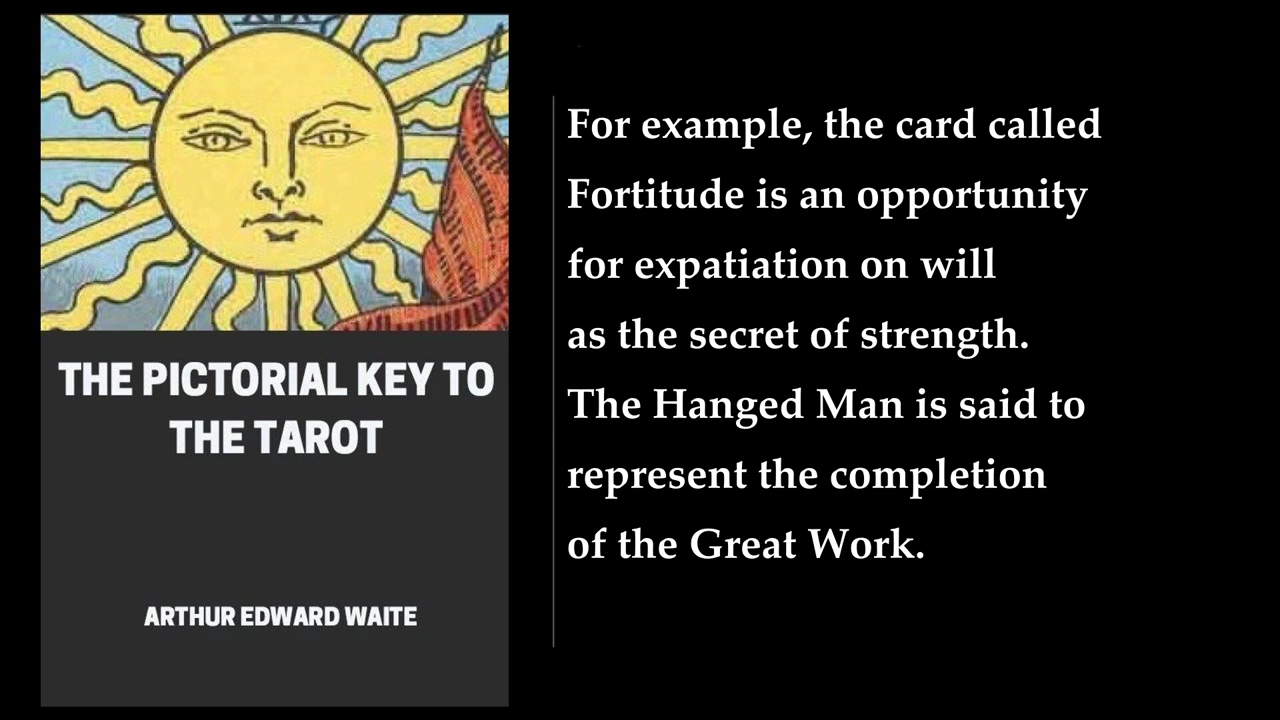 XIX
THE PICTORIAL KEY TO
THE TAROT
ARTHUR EDWARD WAITE
For example, the card called
Fortitude is an opportunity
for expatiation on will
as the secret of strength.
The Hanged Man is said to
represent the completion
of the Great Work.